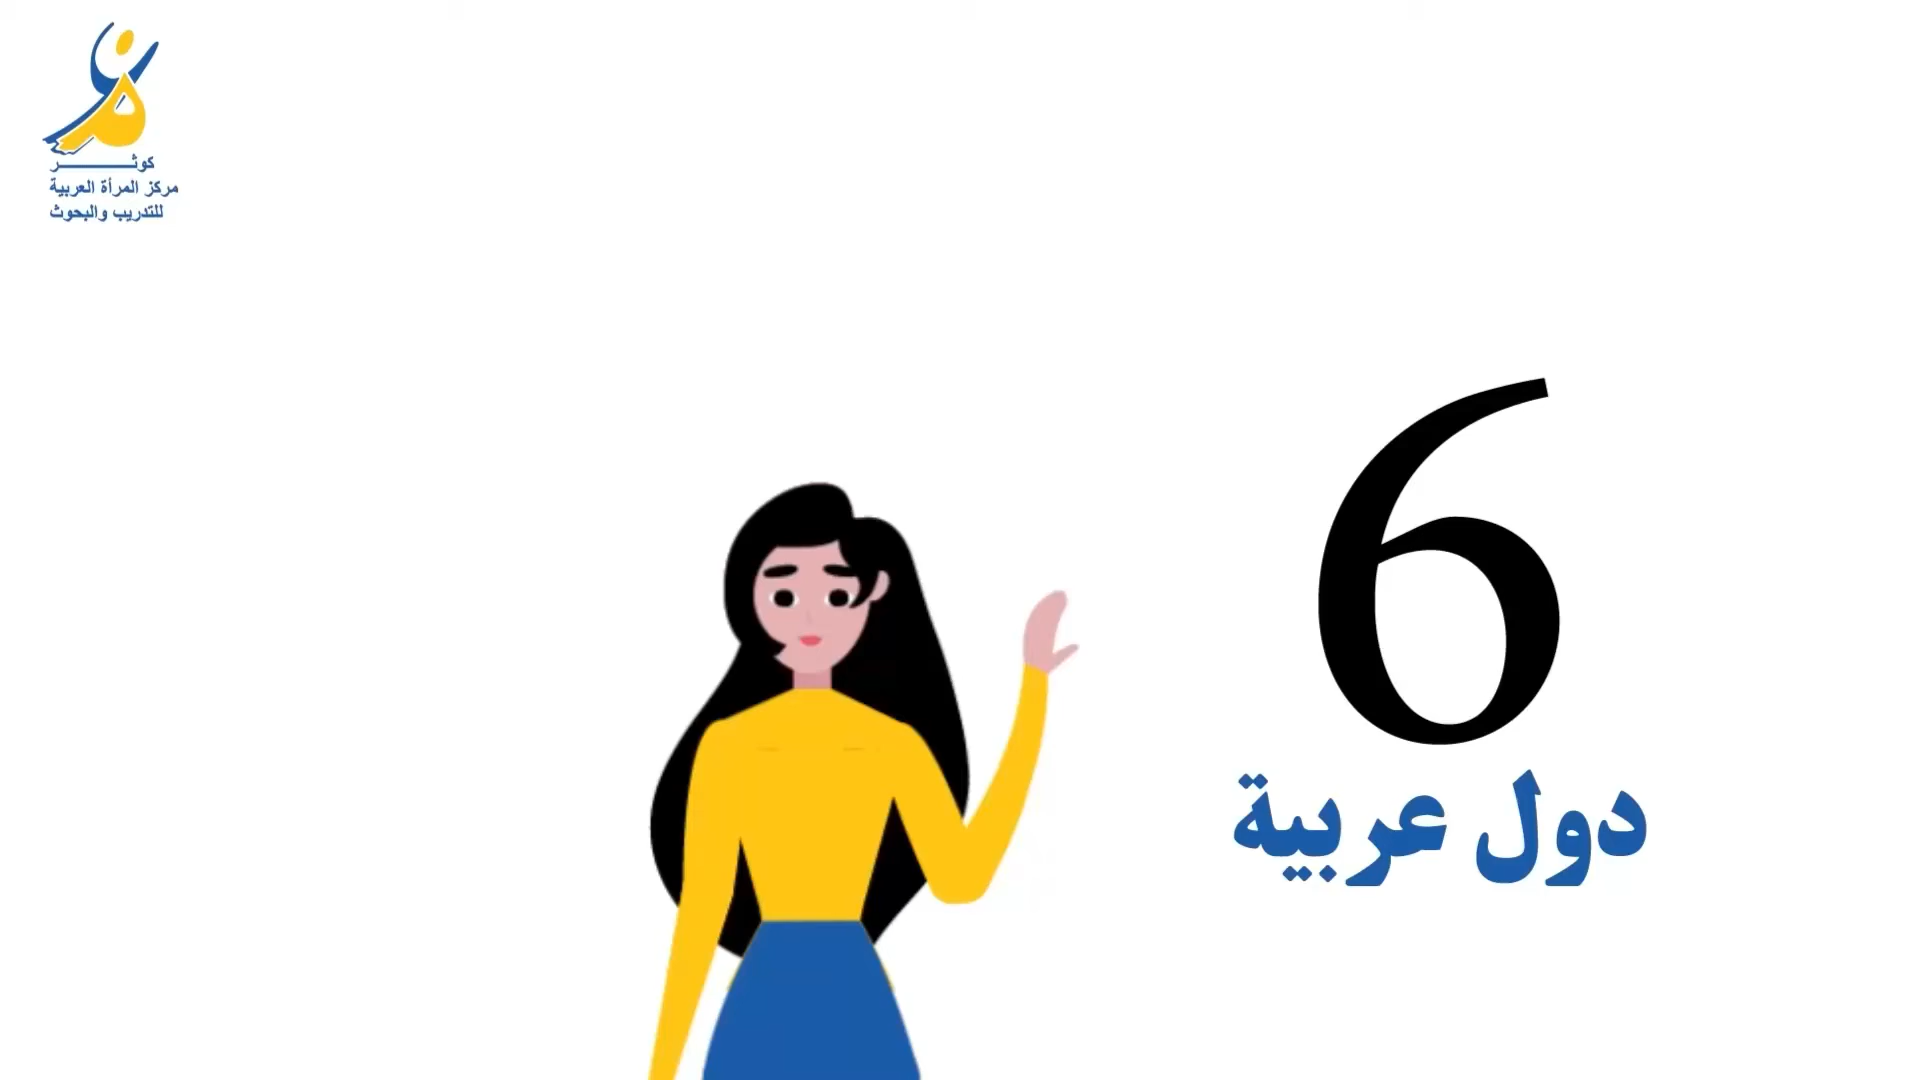 كوثر
مركز المرأة العربية
للتدريب والبحوث
6
دول عربية